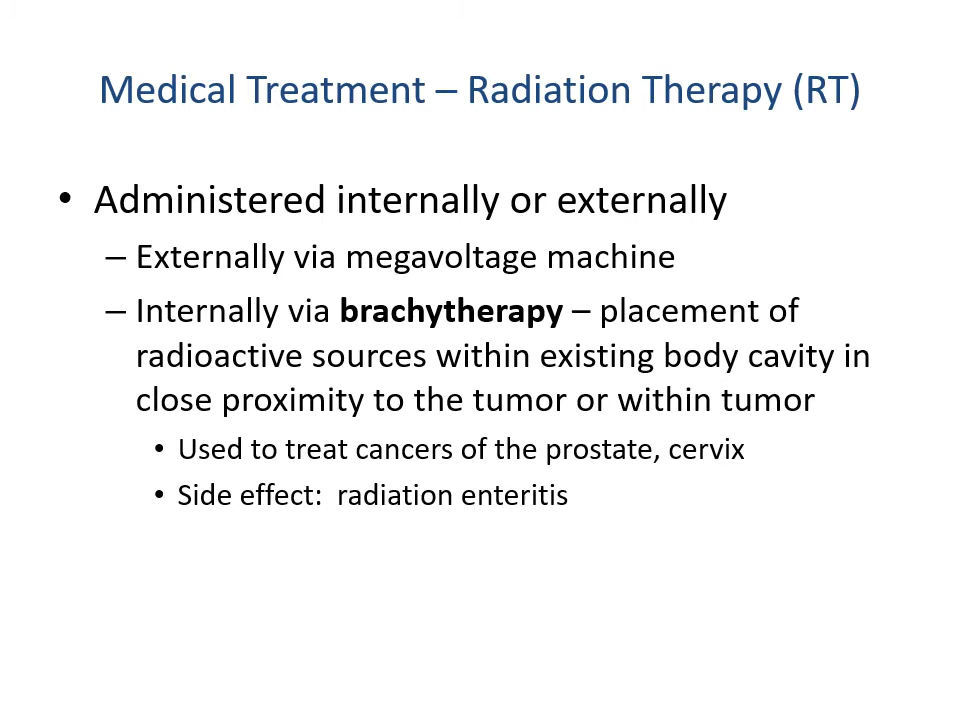 Medical Treatment – Radiation Therapy (RT)
• Administered internally or externally
– Externally via megavoltage machine
– Internally via brachytherapy – placement of
radioactive sources within existing body cavity in
close proximity to the tumor or within tumor
• Used to treat cancers of the prostate, cervix
• Side effect:  radiation enteritis